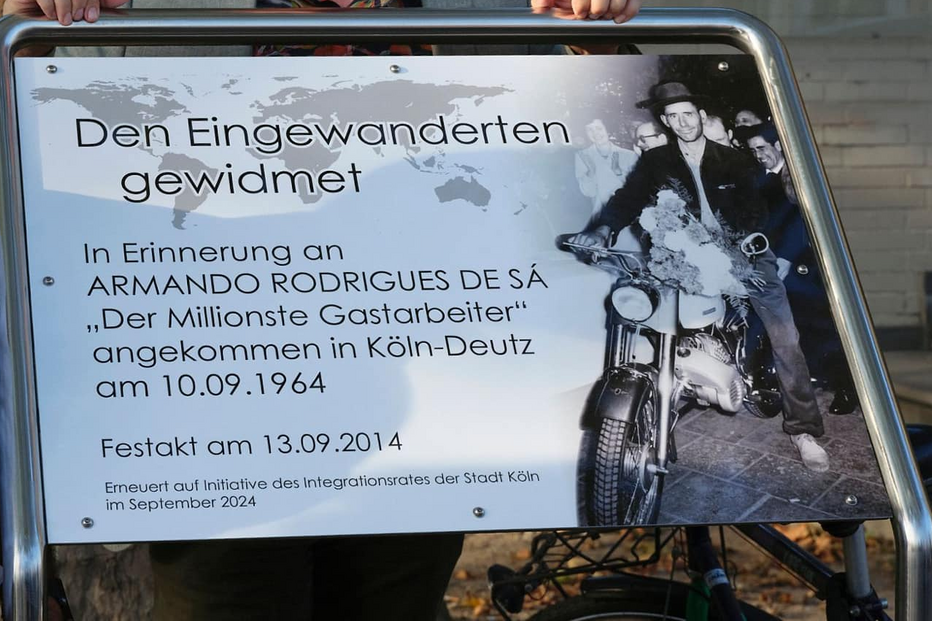 Den Eingewanderten
gewidmet
In Erinnerung an
ARMANDO RODRIGUES DE SÁ
„Der Millionste Gastarbeiter“
angekommen in Köln-Deutz
am 10.09.1964
Festakt am 13.09.2014
Erneuert auf Initiative des Integrationsrates der Stadt Köln
im September 2024